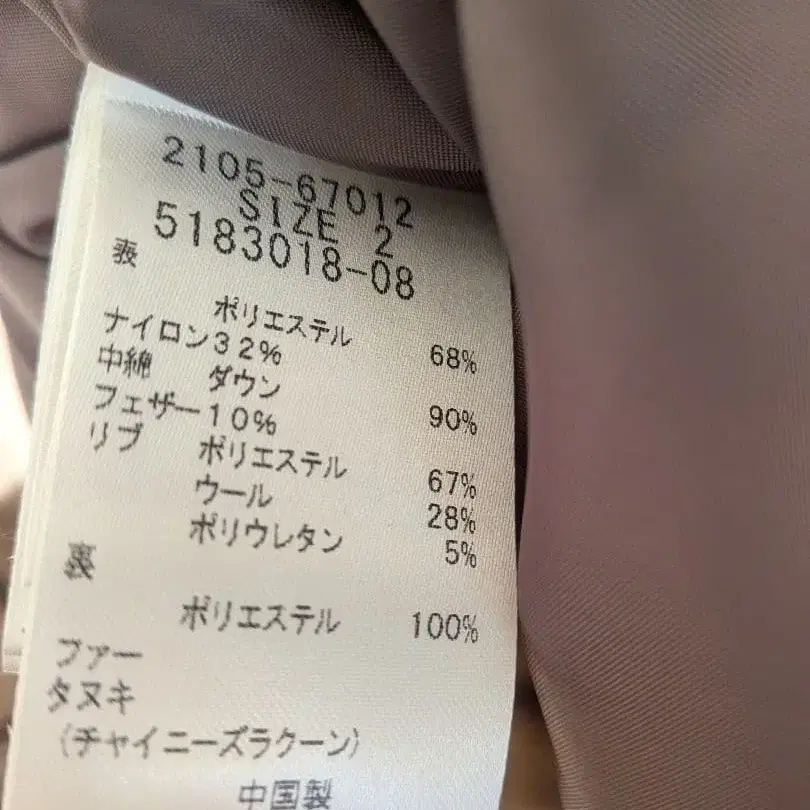 2105-67012
SIZE 2
5183018-08
表
ポリエステル 68%
ナイロン32%
中綿 ダウン 90%
フェザー10%
リブ ポリエステル 67%
ウール 28%
ポリウレタン 5%
裏
ポリエステル 100%
ファー
タヌキ
(チャイニーズラクーン)
中国製